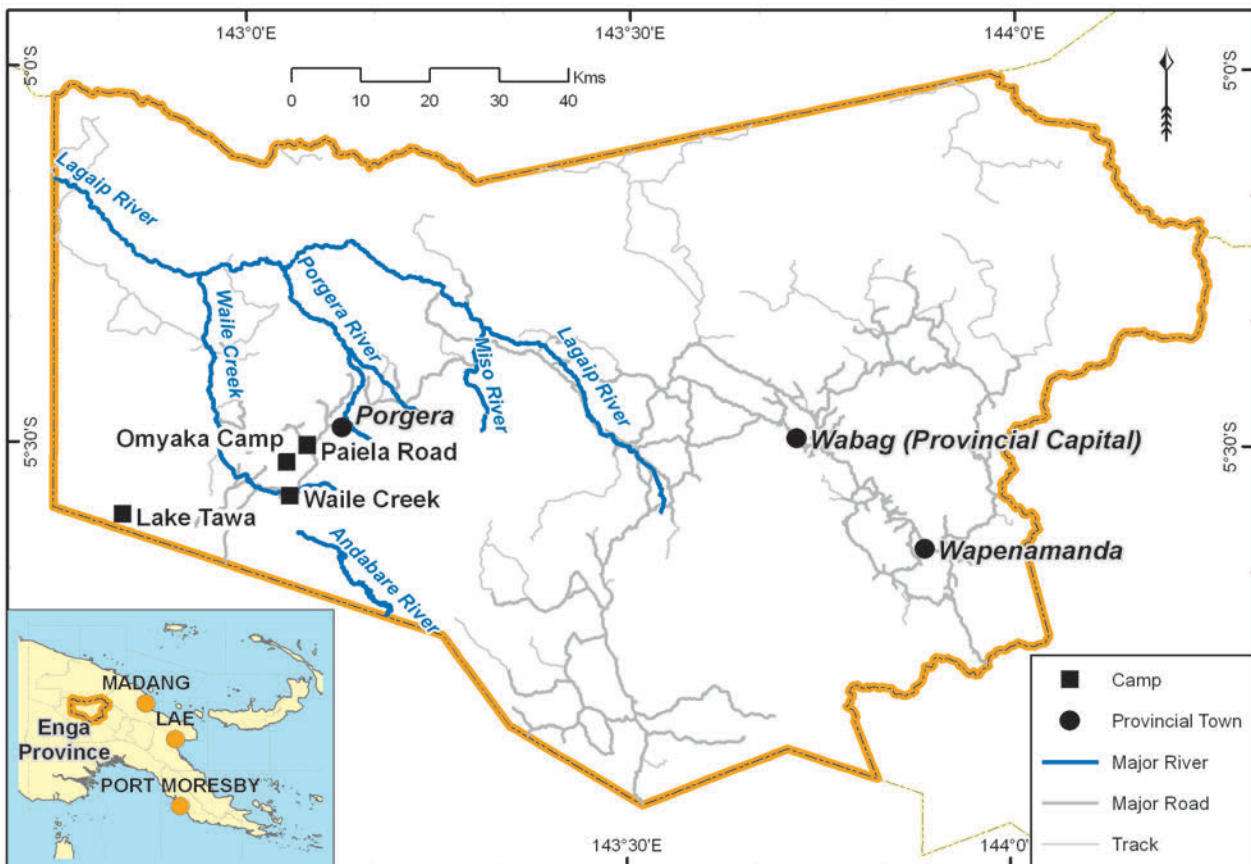 143°0'E
143°30'E
144°0'E
5°0'S
5°0'S
Kms
0
10
20
30
40
Lagaip River
Waile Creek
Porgera River
Miso River
Lagaip River
Porgera
Omyaka Camp
Paiela Road
Wabag (Provincial Capital)
5°30'S
5°30'S
Waile Creek
Lake Tawa
Andabare River
Wapenamanda
MADANG
LAE
Enga
Province
PORT MORESBY
Camp
Provincial Town
Major River
Major Road
Track
143°30'E
144°0'E